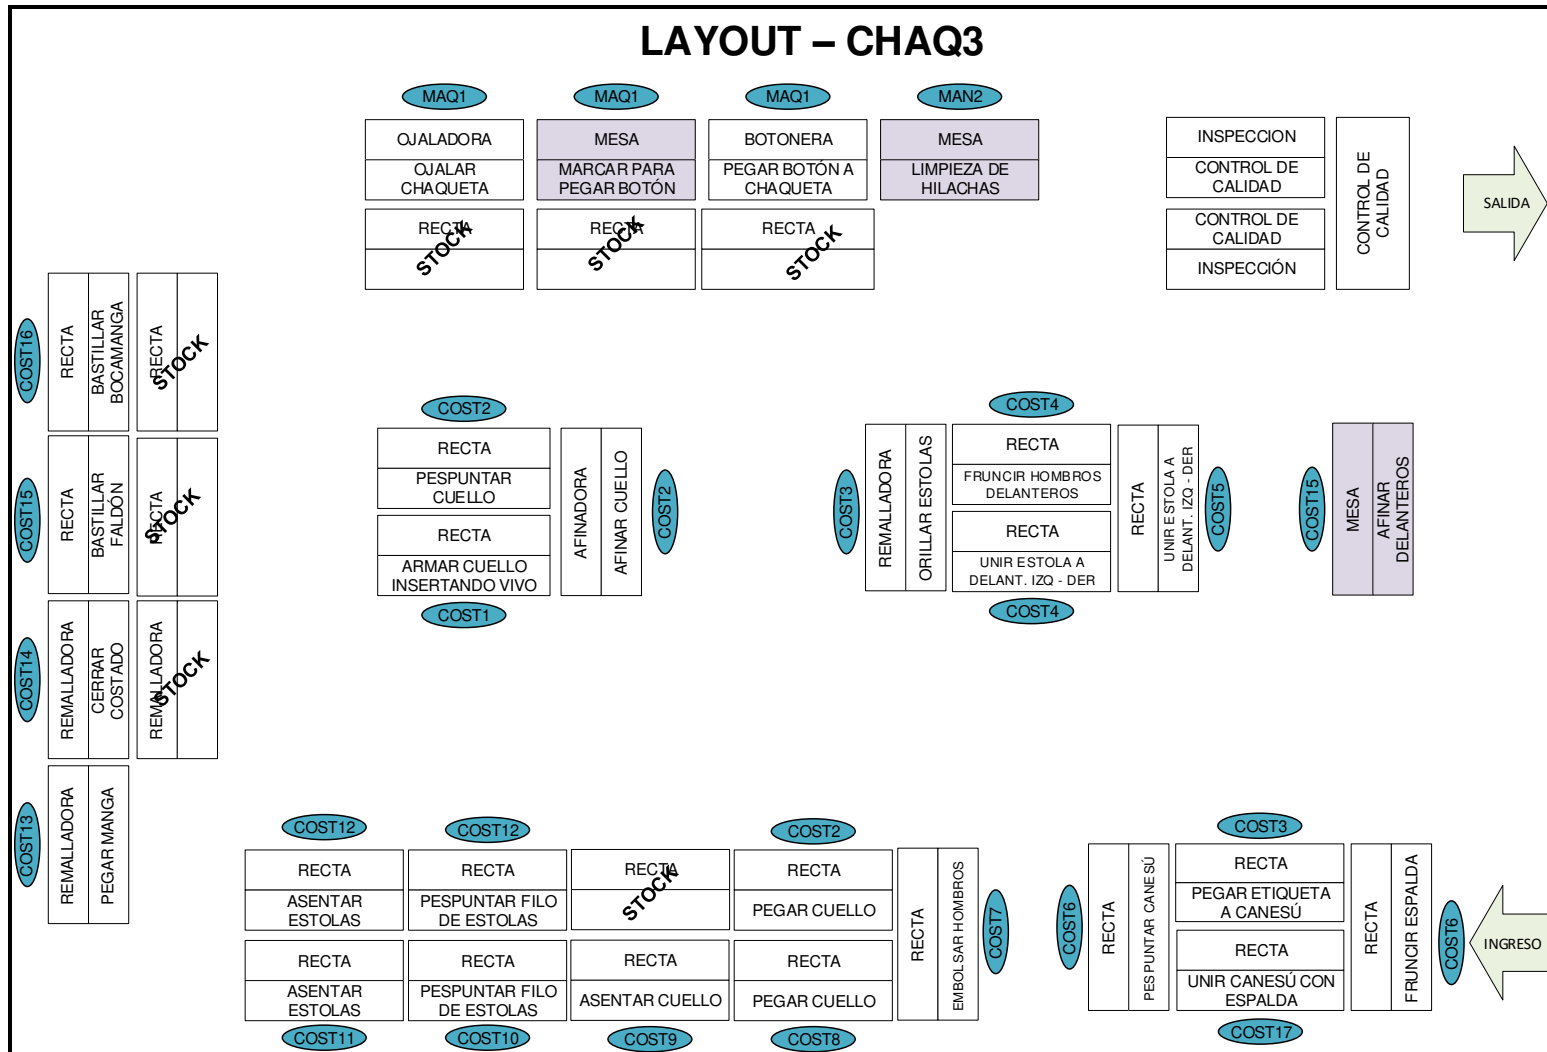 LAYOUT – CHAQ3
MAQ1
MAQ1
MAQ1
MAN2
OJALADORA
OJALAR
CHAQUETA
MESA
MARCAR PARA
PEGAR BOTÓN
BOTONERA
PEGAR BOTÓN A
CHAQUETA
MESA
LIMPIEZA DE
HILACHAS
RECTA
STOCK
RECTA
STOCK
RECTA
STOCK
INSPECCION
CONTROL DE
CALIDAD
CONTROL DE
CALIDAD
INSPECCIÓN
CONTROL DE
CALIDAD
SALIDA
COST16
RECTA
BASTILLAR
BOCAMANGA
RECTA
STOCK
COST15
RECTA
BASTILLAR
FALDÓN
RECTA
STOCK
COST14
REMALLADORA
CERRAR
COSTADO
REMALLADORA
STOCK
COST13
REMALLADORA
PEGAR MANGA
COST2
RECTA
PESPUNTAR
CUELLO
RECTA
ARMAR CUELLO
INSERTANDO VIVO
COST1
AFINADORA
AFINAR CUELLO
COST2
COST3
REMALLADORA
ORILLAR ESTOLAS
COST4
RECTA
FRUNCIR HOMBROS
DELANTEROS
RECTA
UNIR ESTOLA A
DELANT. IZQ - DER
COST4
RECTA
UNIR ESTOLA A
DELANT. IZQ - DER
COST5
COST15
MESA
AFINAR
DELANTEROS
COST12
COST12
COST2
RECTA
ASENTAR
ESTOLAS
RECTA
PESPUNTAR FILO
DE ESTOLAS
RECTA
STOCK
RECTA
PEGAR CUELLO
RECTA
ASENTAR
ESTOLAS
RECTA
PESPUNTAR FILO
DE ESTOLAS
RECTA
ASENTAR CUELLO
RECTA
PEGAR CUELLO
COST11
COST10
COST9
COST8
RECTA
EMBOLSAR HOMBROS
COST7
COST6
RECTA
PESPUNTAR CANESÚ
COST3
RECTA
PEGAR ETIQUETA
A CANESÚ
RECTA
UNIR CANESÚ CON
ESPALDA
COST17
RECTA
FRUNCIR ESPALDA
COST6
INGRESO